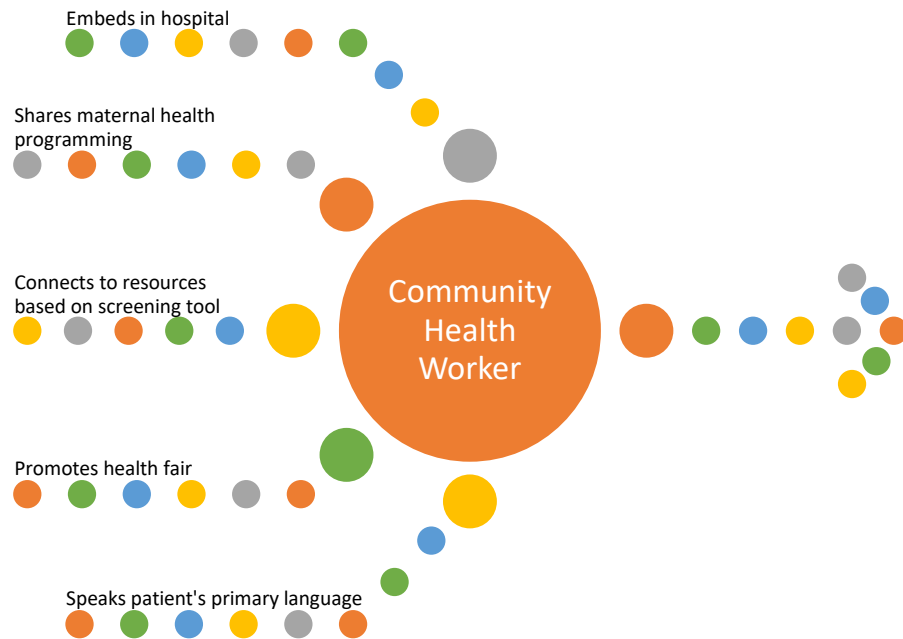 Embeds in hospital
Shares maternal health
programming
Connects to resources
based on screening tool
Community
Health
Worker
Promotes health fair
Speaks patient's primary language